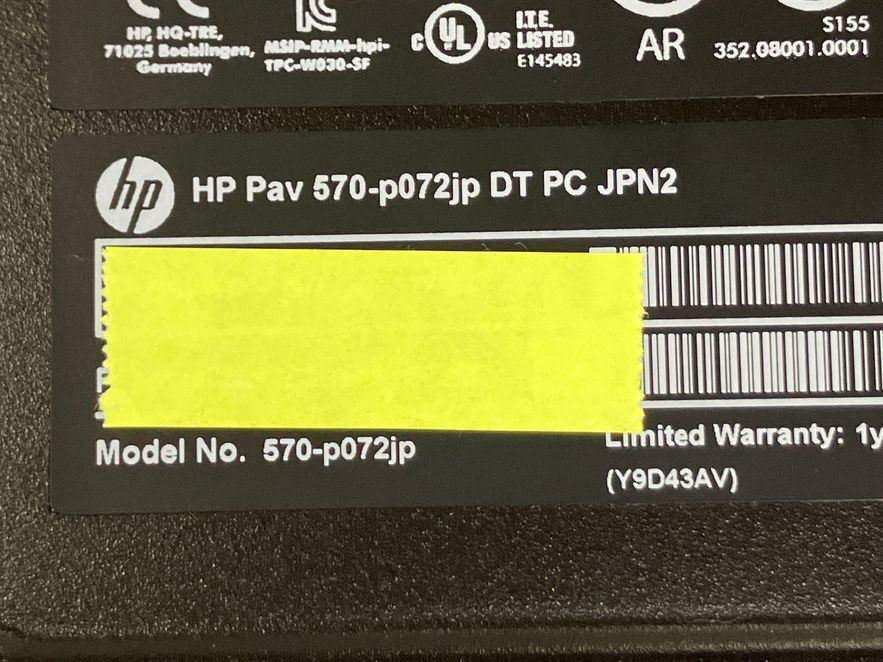 HP, HQ-TRE,
71025 Boeblingen,
Germany
MSIP-RMM-hpi-
TPC-W030-SF
C UL US
I.T.E.
LISTED
E145483
AR
S155
352.08001.0001
hp HP Pav 570-p072jp DT PC JPN2
P
Model No. 570-p072jp
Limited Warranty: 1y
(Y9D43AV)